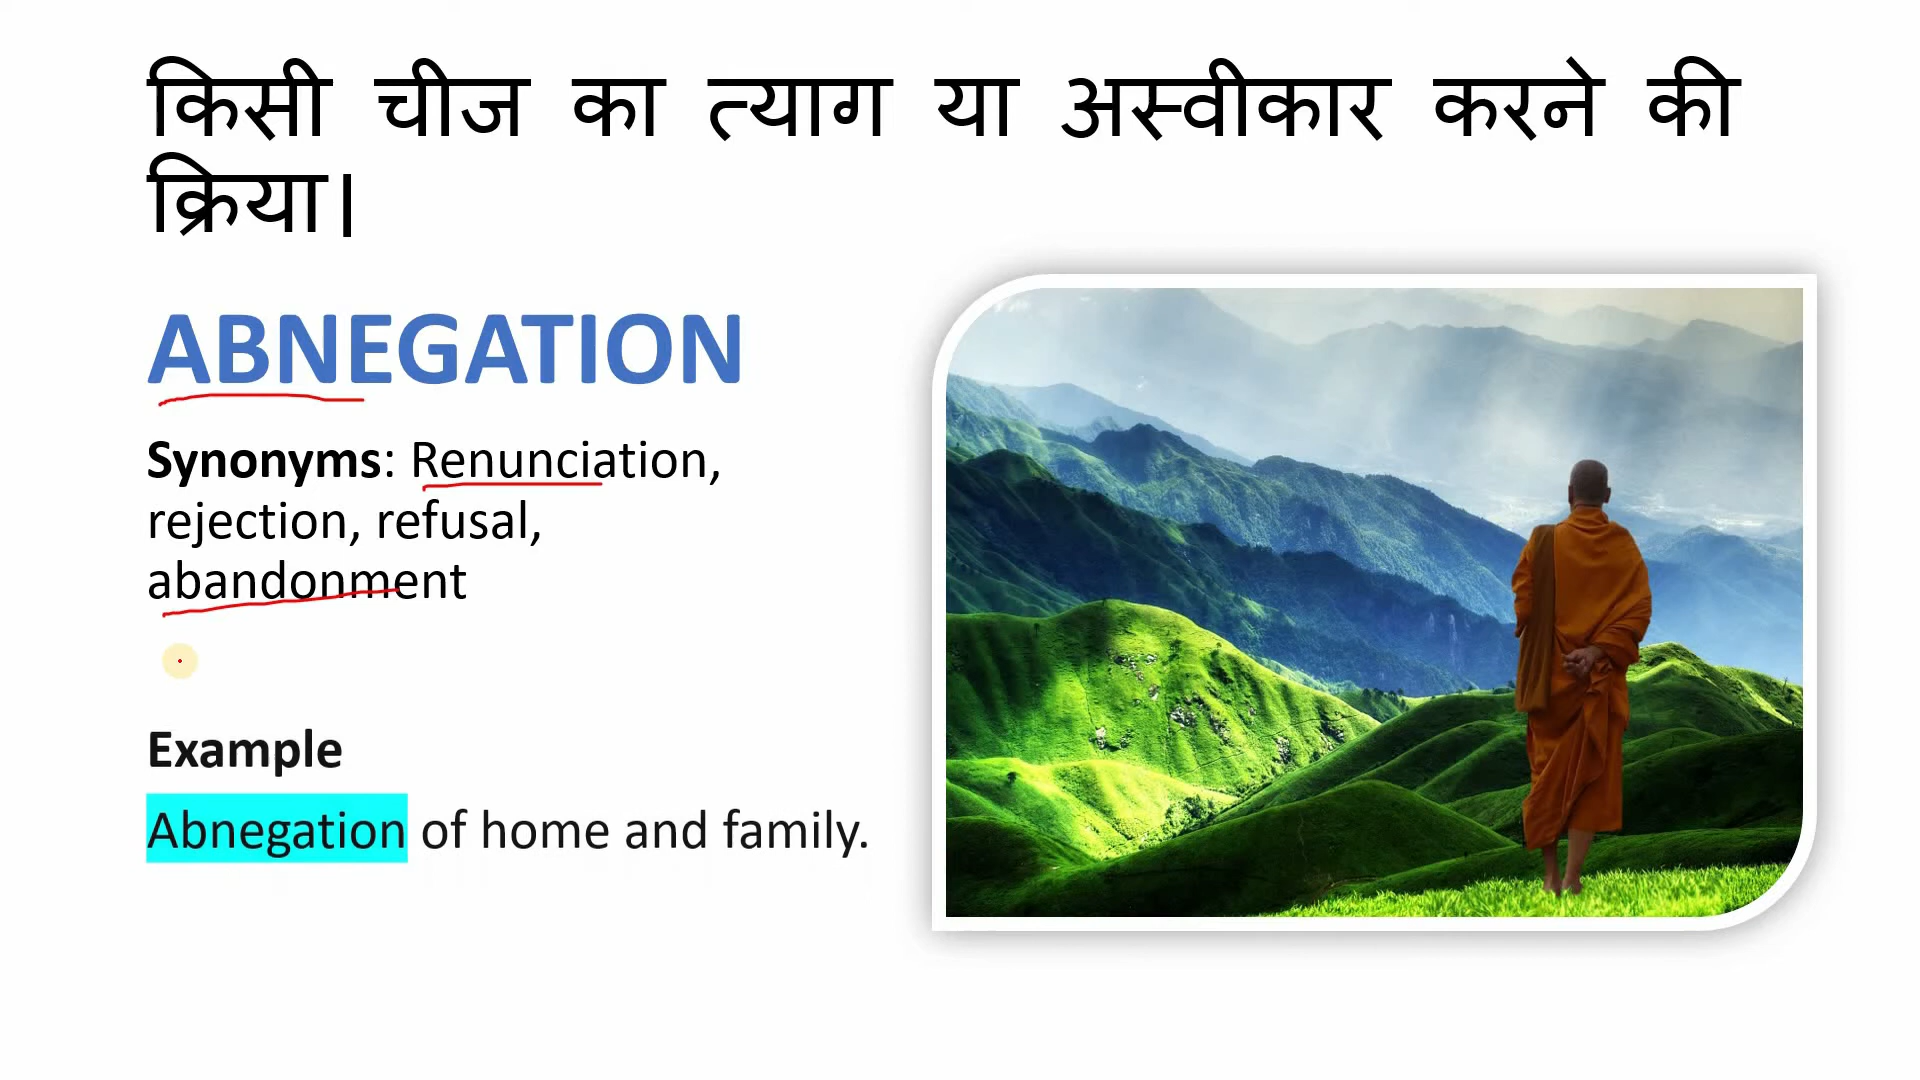 किसी चीज का त्याग या अस्वीकार करने की
क्रिया।
ABNEGATION
Synonyms: Renunciation,
rejection, refusal,
abandonment
Example
Abnegation of home and family.